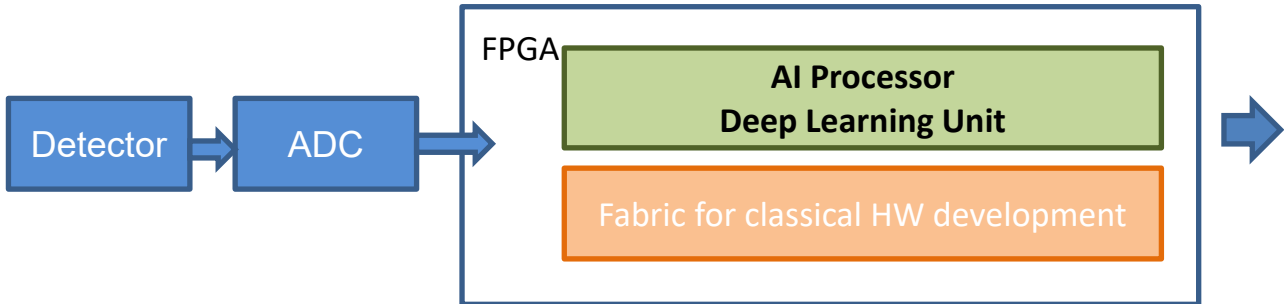 Detector
ADC
FPGA
AI Processor
Deep Learning Unit
Fabric for classical HW development